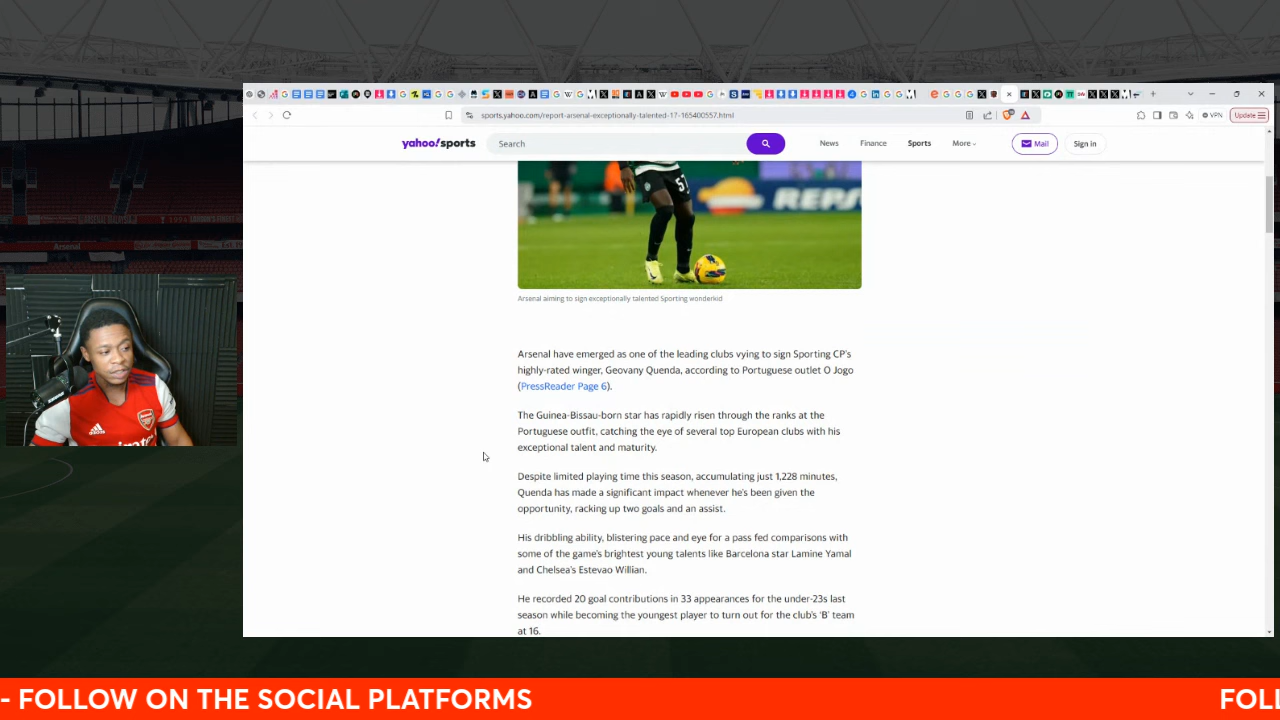 sports.yahoo.com/report-arsenal-exceptionally-talented-17-165400557.html
VPN
Update
yahoo!sports
Search
News
Finance
Sports
More
Mail
Sign in
57
REPS
Arsenal aiming to sign exceptionally talented Sporting wonderkid
Arsenal have emerged as one of the leading clubs vying to sign Sporting CP's
highly-rated winger, Geovany Quenda, according to Portuguese outlet O Jogo
(PressReader Page 6).
The Guinea-Bissau-born star has rapidly risen through the ranks at the
Portuguese outfit, catching the eye of several top European clubs with his
exceptional talent and maturity.
Despite limited playing time this season, accumulating just 1,228 minutes,
Quenda has made a significant impact whenever he's been given the
opportunity, racking up two goals and an assist.
His dribbling ability, blistering pace and eye for a pass fed comparisons with
some of the game's brightest young talents like Barcelona star Lamine Yamal
and Chelsea's Estevao Willian.
He recorded 20 goal contributions in 33 appearances for the under-23s last
season while becoming the youngest player to turn out for the club's 'B' team
at 16.
Arsenal
- FOLLOW ON THE SOCIAL PLATFORMS
FOLL